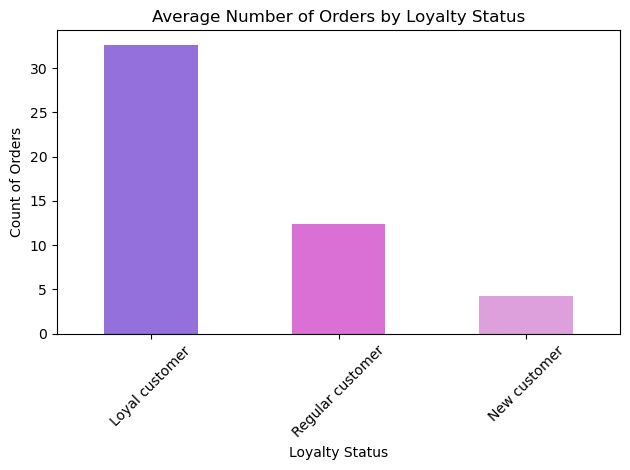 Average Number of Orders by Loyalty Status
Count of Orders
30
25
20
15
10
5
0
Loyal customer
Regular customer
New customer
Loyalty Status